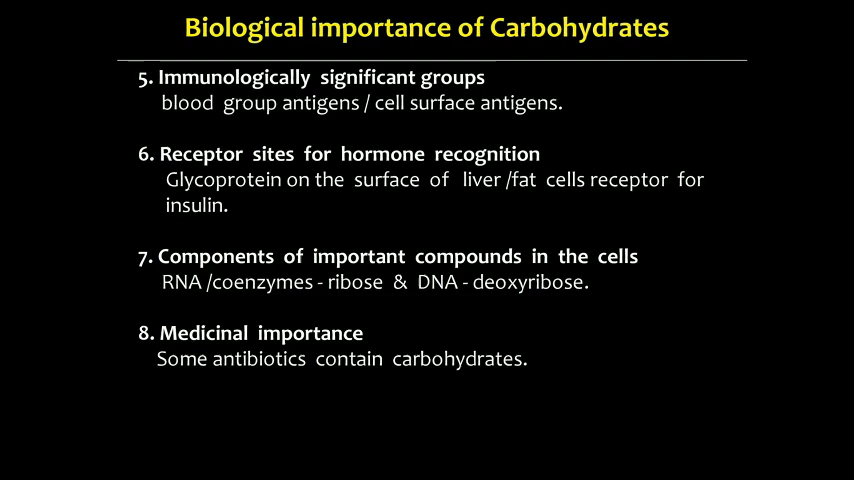 Biological importance of Carbohydrates
5. Immunologically significant groups
blood group antigens / cell surface antigens.
6. Receptor sites for hormone recognition
Glycoprotein on the surface of liver /fat cells receptor for
insulin.
7. Components of important compounds in the cells
RNA /coenzymes - ribose & DNA - deoxyribose.
8. Medicinal importance
Some antibiotics contain carbohydrates.